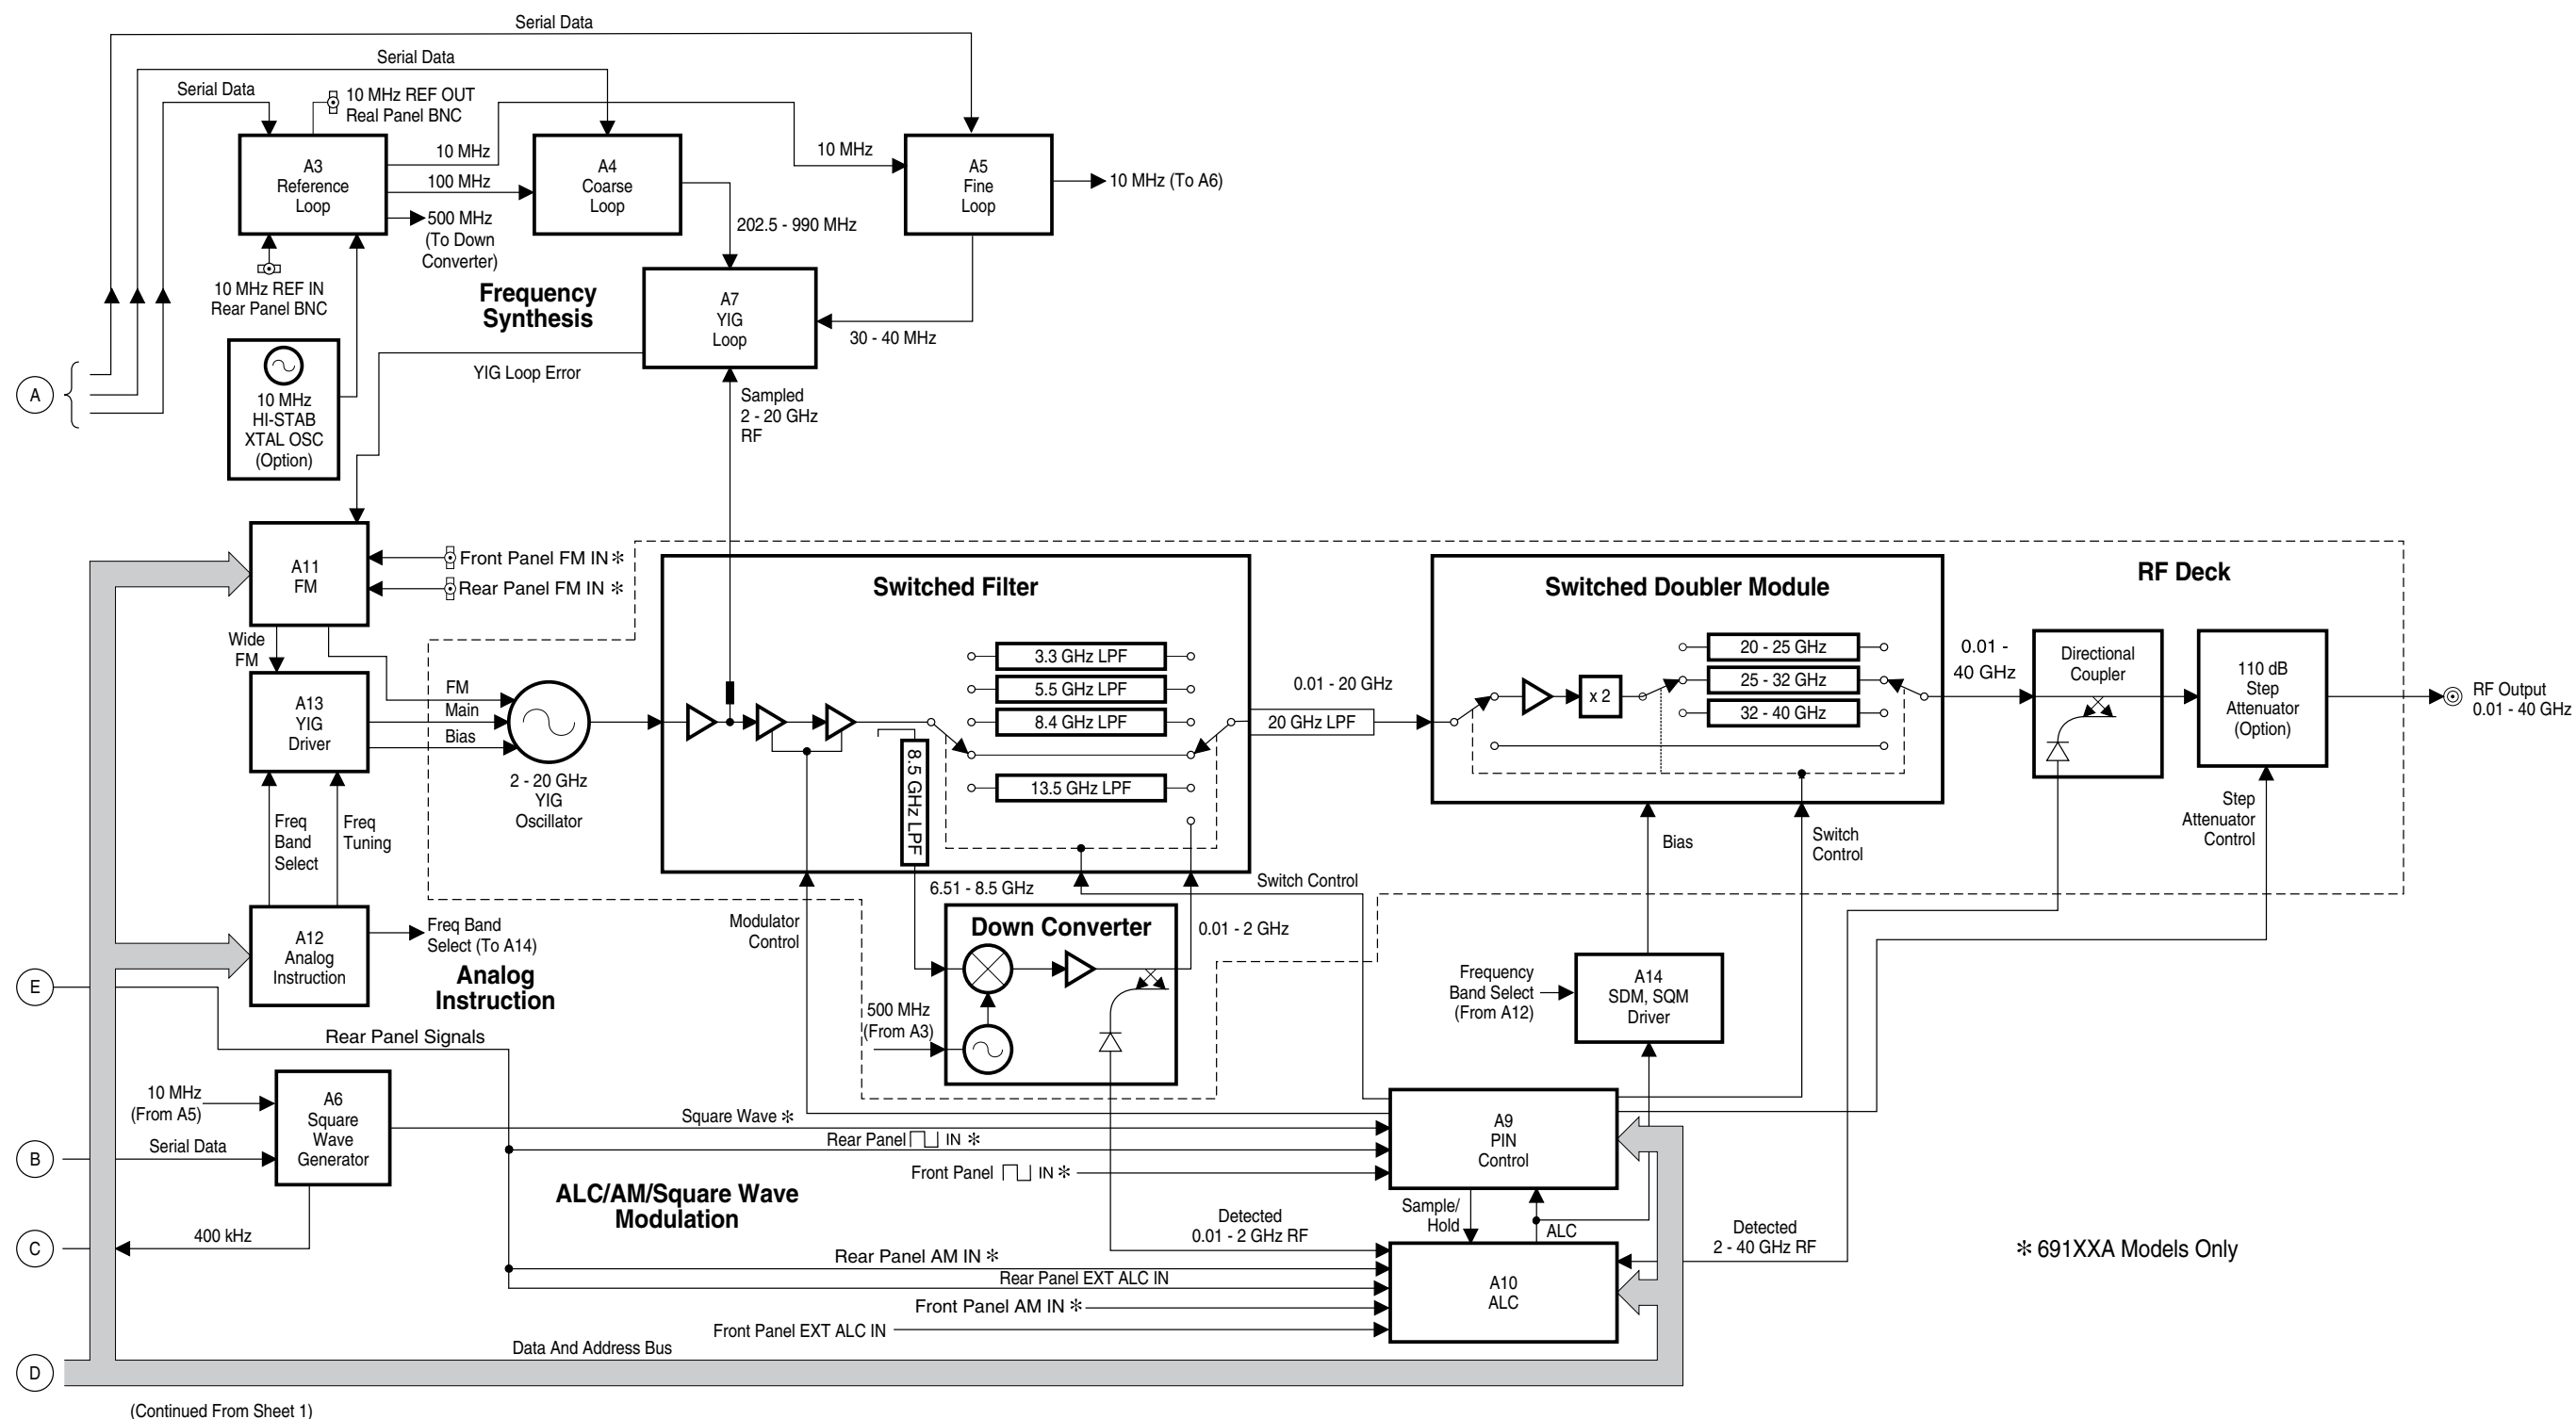 Serial Data
Serial Data
Serial Data
10 MHz REF OUT
Real Panel BNC
A3
Reference
Loop
10 MHz
100 MHz
500 MHz
(To Down
Converter)
A4
Coarse
Loop
10 MHz
A5
Fine
Loop
10 MHz (To A6)
202.5 - 990 MHz
10 MHz REF IN
Rear Panel BNC
Frequency
Synthesis
A7
YIG
Loop
30 - 40 MHz
YIG Loop Error
A
10 MHz
HI-STAB
XTAL OSC
(Option)
Sampled
2 - 20 GHz
RF
A11
FM
Front Panel FM IN *
Rear Panel FM IN *
Wide
FM
A13
YIG
Driver
FM
Main
Bias
2 - 20 GHz
YIG
Oscillator
Freq
Band
Select
Freq
Tuning
Switched Filter
3.3 GHz LPF
5.5 GHz LPF
8.4 GHz LPF
13.5 GHz LPF
8.5 GHz LPF
0.01 - 20 GHz
20 GHz LPF
Switched Doubler Module
x 2
20 - 25 GHz
25 - 32 GHz
32 - 40 GHz
RF Deck
0.01 -
40 GHz
Directional
Coupler
110 dB
Step
Attenuator
(Option)
RF Output
0.01 - 40 GHz
Step
Attenuator
Control
Bias
Switch
Control
Switch Control
6.51 - 8.5 GHz
Modulator
Control
Down Converter
0.01 - 2 GHz
500 MHz
(From A3)
A12
Analog
Instruction
Freq Band
Select (To A14)
Analog
Instruction
E
Rear Panel Signals
Frequency
Band Select
(From A12)
A14
SDM, SQM
Driver
10 MHz
(From A5)
A6
Square
Wave
Generator
B
Serial Data
Square Wave *
Rear Panel IN *
Front Panel IN *
A9
PIN
Control
ALC/AM/Square Wave
Modulation
C
400 kHz
Sample/
Hold
ALC
Detected
0.01 - 2 GHz RF
Detected
2 - 40 GHz RF
* 691XXA Models Only
Rear Panel AM IN *
Rear Panel EXT ALC IN
Front Panel AM IN *
Front Panel EXT ALC IN
A10
ALC
Data And Address Bus
D
(Continued From Sheet 1)